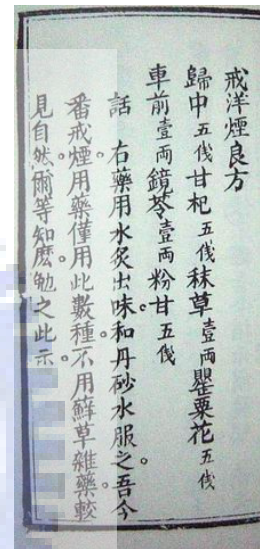 戒洋煙良方
歸中五伐甘杞五伐秣草壹兩罌粟花五伐
車前壹兩鏡苓壹兩粉甘五伐
話　右藥用水炙出味和丹砂水服之。吾今
番戒煙用藥僅用此數種。不用蘚草雜藥。較
見自然。爾等知麽。勉之此示